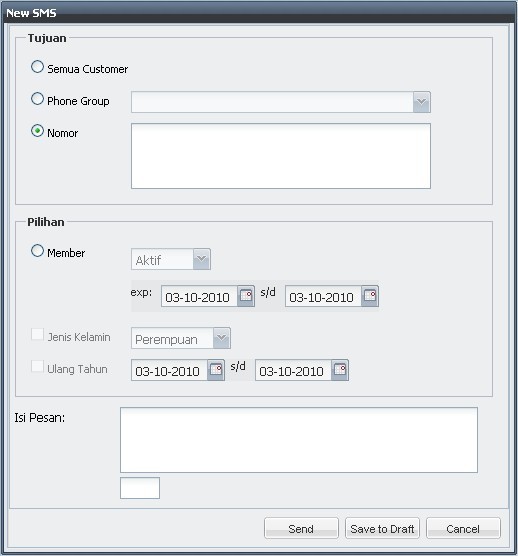 New SMS
Tujuan
Semua Customer
Phone Group
Nomor
Pilihan
Member Aktif
exp: 03-10-2010 s/d 03-10-2010
Jenis Kelamin Perempuan
Ulang Tahun 03-10-2010 s/d 03-10-2010
Isi Pesan:
Send Save to Draft Cancel